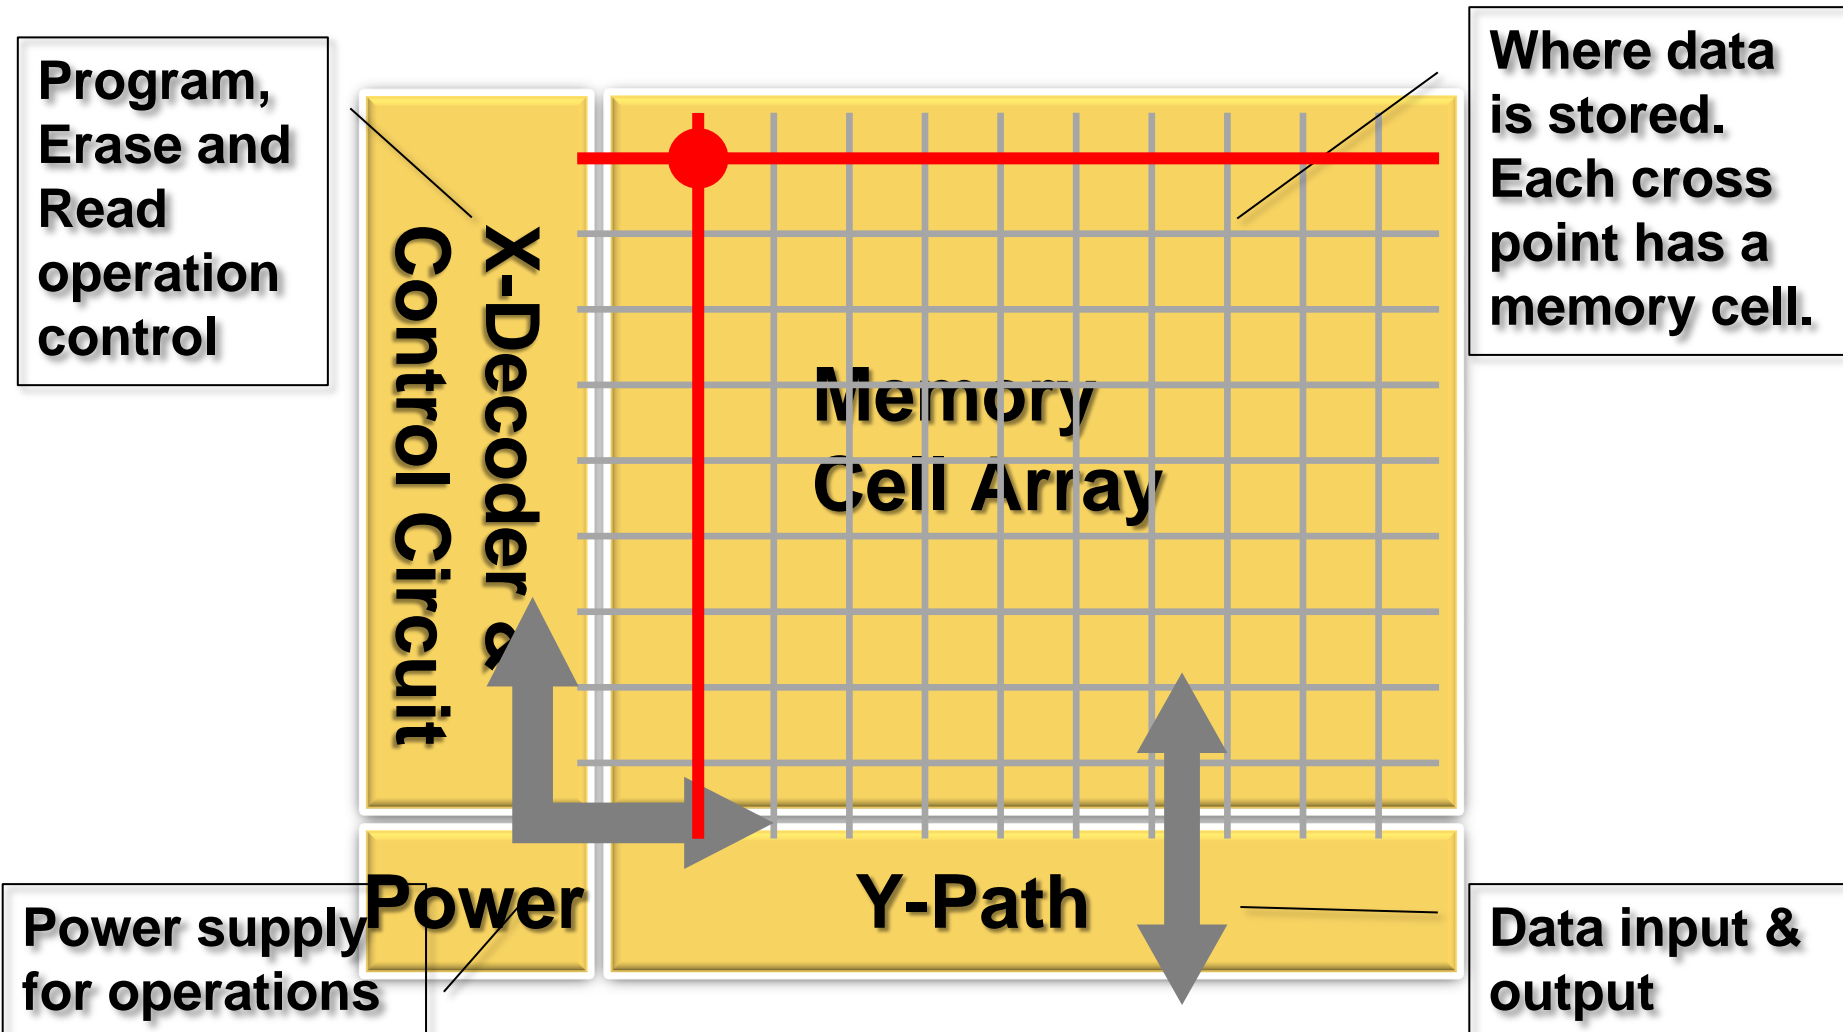 Program,
Erase and
Read
operation
control
Where data
is stored.
Each cross
point has a
memory cell.
X-Decoder &
Control Circuit
Memory
Cell Array
Power
Y-Path
Power supply
for operations
Data input &
output